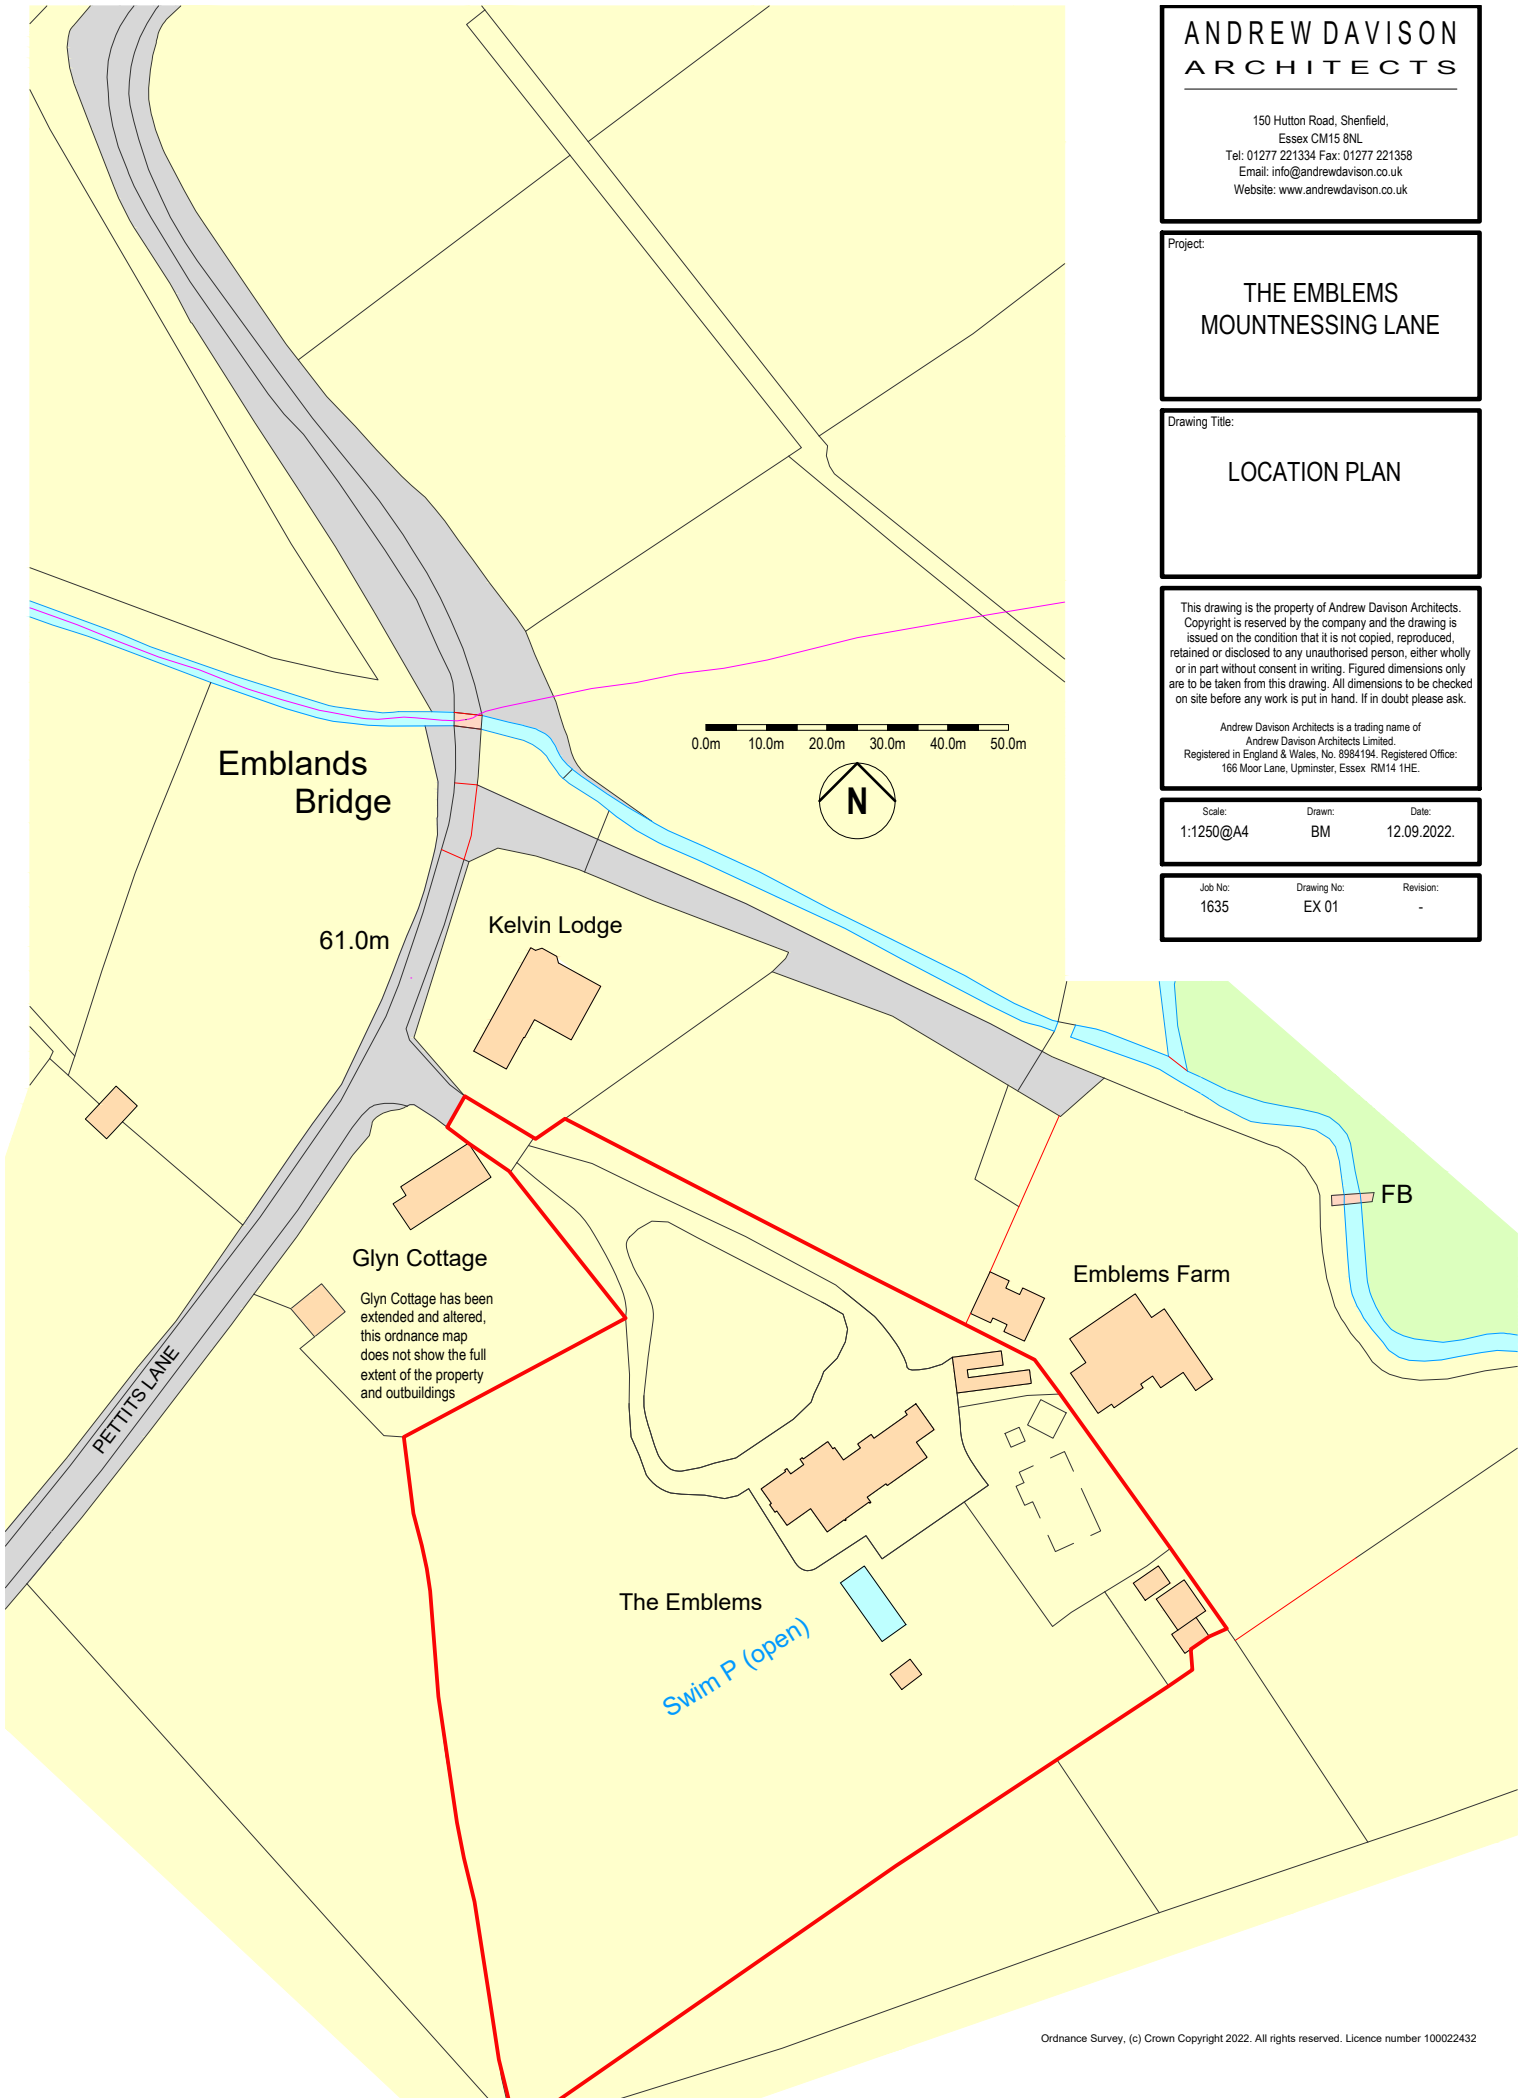 ANDREW DAVISON
ARCHITECTS
150 Hutton Road, Shenfield,
Essex CM15 8NL
Tel: 01277 221334 Fax: 01277 221358
Email: info@andrewdavison.co.uk
Website: www.andrewdavison.co.uk
Project:
THE EMBLEMS
MOUNTNESSING LANE
Drawing Title:
LOCATION PLAN
This drawing is the property of Andrew Davison Architects.
Copyright is reserved by the company and the drawing is
issued on the condition that it is not copied, reproduced,
retained or disclosed to any unauthorised person, either wholly
or in part without consent in writing. Figured dimensions only
are to be taken from this drawing. All dimensions to be checked
on site before any work is put in hand. If in doubt please ask.
Andrew Davison Architects is a trading name of
Andrew Davison Architects Limited.
Registered in England & Wales, No. 8984194. Registered Office:
166 Moor Lane, Upminster, Essex RM14 1HE.
Scale: Drawn: Date:
1:1250@A4 BM 12.09.2022.
Job No: Drawing No: Revision:
1635 EX 01 -
0.0m 10.0m 20.0m 30.0m 40.0m 50.0m
N
Emblands
Bridge
61.0m
Kelvin Lodge
FB
Glyn Cottage
Glyn Cottage has been
extended and altered,
this ordnance map
does not show the full
extent of the property
and outbuildings
Emblems Farm
PETTITS LANE
The Emblems
Swim P (open)
Ordnance Survey, (c) Crown Copyright 2022. All rights reserved. Licence number 100022432